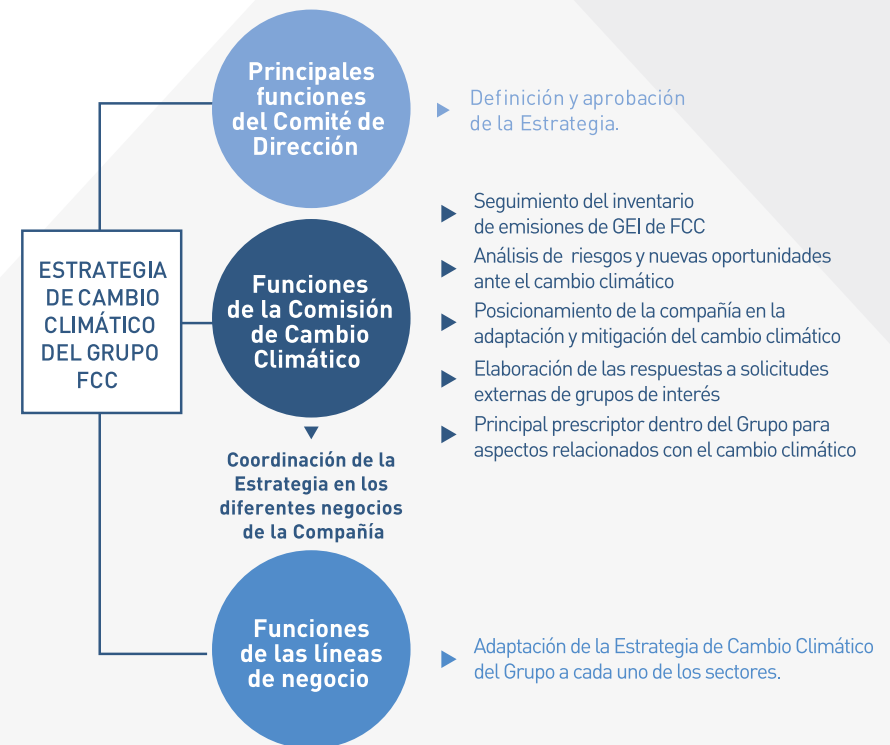 ESTRATEGIA
DE CAMBIO
CLIMÁTICO
DEL GRUPO
FCC
Principales
funciones
del Comité de
Dirección
Definición y aprobación
de la Estrategia.
Funciones
de la Comisión
de Cambio
Climático
Seguimiento del inventario
de emisiones de GEI de FCC
Análisis de riesgos y nuevas oportunidades
ante el cambio climático
Posicionamiento de la compañía en la
adaptación y mitigación del cambio climático
Elaboración de las respuestas a solicitudes
externas de grupos de interés
Principal prescriptor dentro del Grupo para
aspectos relacionados con el cambio climático
Coordinación de la
Estrategia en los
diferentes negocios
de la Compañía
Funciones
de las líneas
de negocio
Adaptación de la Estrategia de Cambio Climático
del Grupo a cada uno de los sectores.